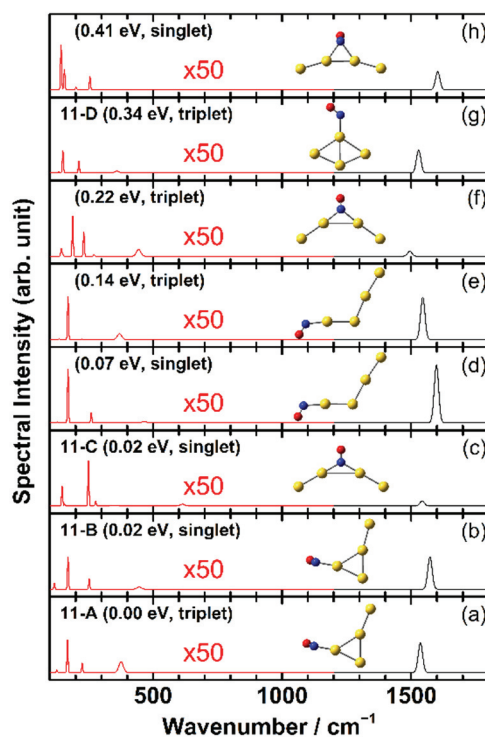 (0.41 eV, singlet) (h)
x50
11-D (0.34 eV, triplet) (g)
x50
(0.22 eV, triplet) (f)
x50
(0.14 eV, triplet) (e)
x50
(0.07 eV, singlet) (d)
x50
11-C (0.02 eV, singlet) (c)
x50
11-B (0.02 eV, singlet) (b)
x50
11-A (0.00 eV, triplet) (a)
x50
Spectral Intensity (arb. unit)
500 1000 1500
Wavenumber / cm⁻¹